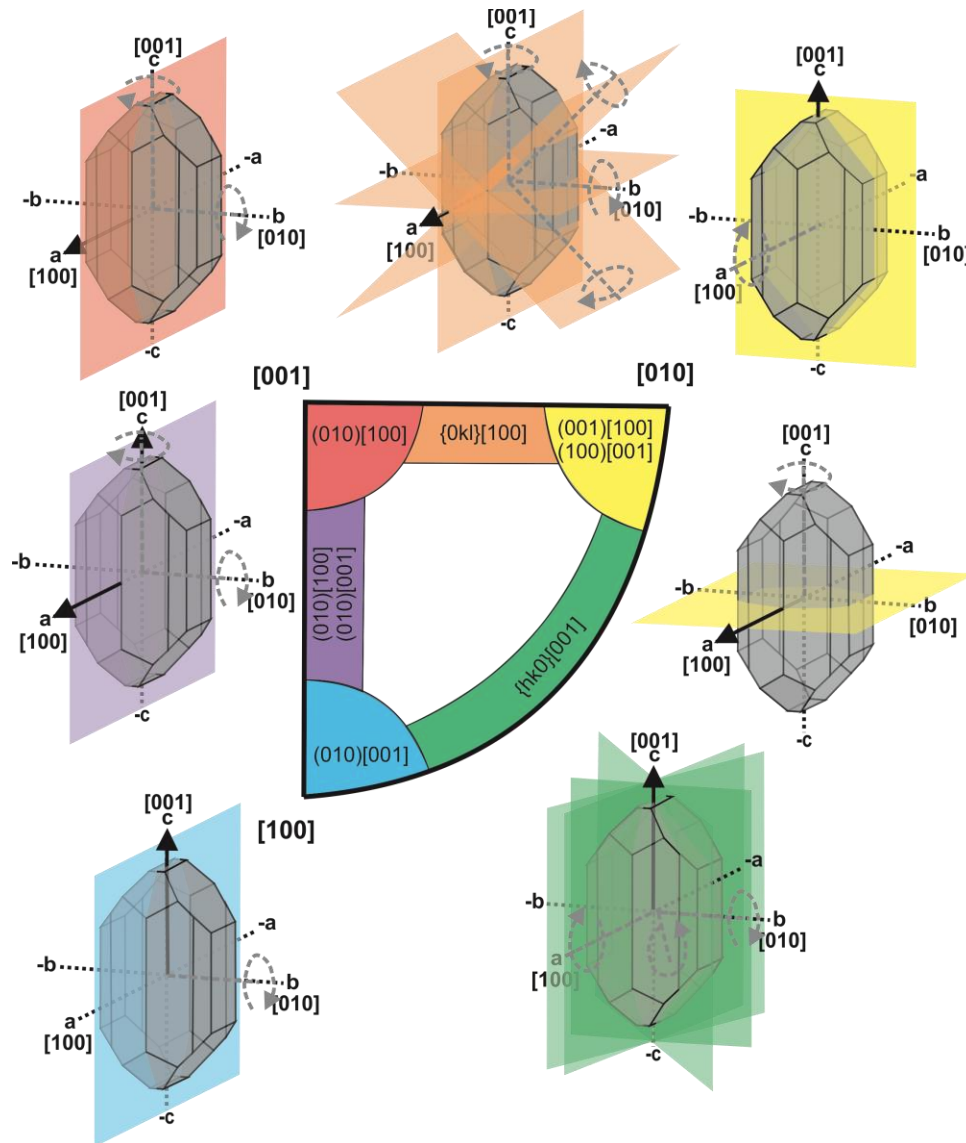 [001]
c
-a
-b
b
[010]
a
[100]
-c
[001]
c
-a
-b
b
[010]
a
[100]
-c
[001]
c
-a
-b
b
[010]
a
[100]
-c
[001]
[010]
(010)[100]
{0kl}[100]
(001)[100]
(100)[001]
(010)[100]
(010)[001]
{hk0}[001]
(010)[001]
[100]
[001]
c
-a
-b
b
[010]
a
[100]
-c
[001]
c
-a
-b
b
[010]
a
[100]
-c
[001]
c
-a
-b
b
[010]
a
[100]
-c
[001]
c
-a
-b
b
[010]
a
[100]
-c